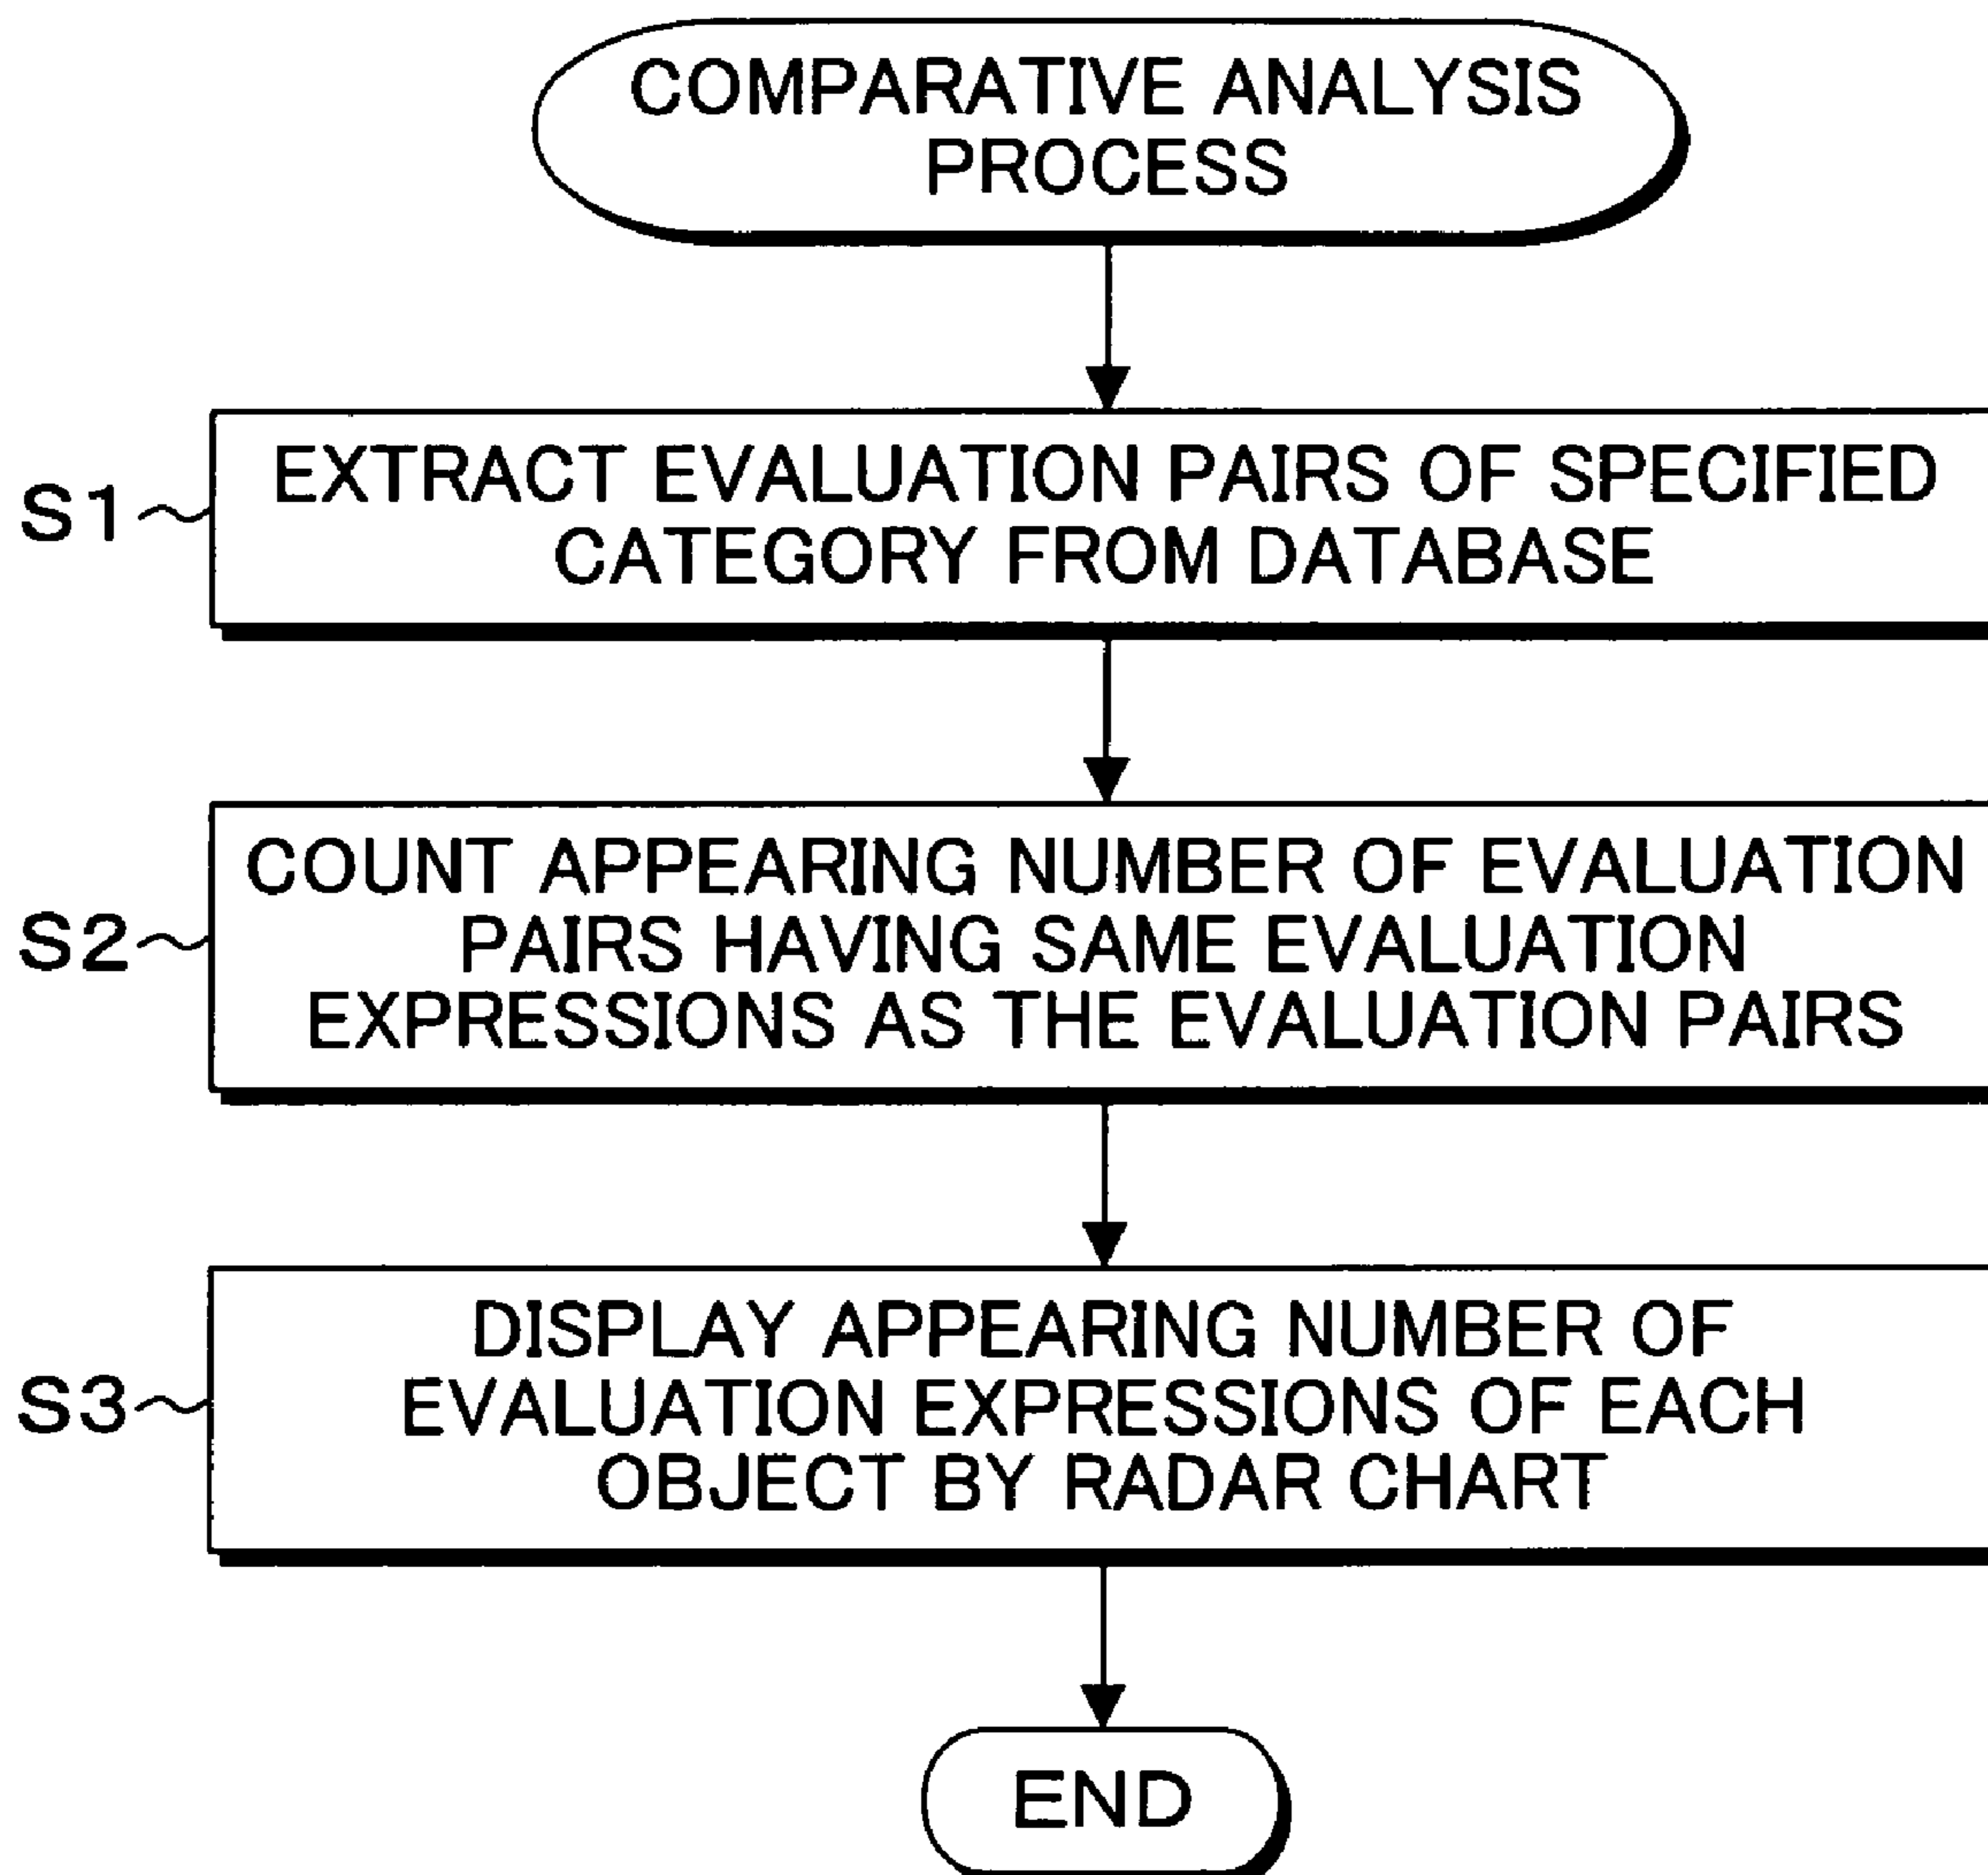 COMPARATIVE ANALYSIS
PROCESS
S1
EXTRACT EVALUATION PAIRS OF SPECIFIED
CATEGORY FROM DATABASE
S2
COUNT APPEARING NUMBER OF EVALUATION
PAIRS HAVING SAME EVALUATION
EXPRESSIONS AS THE EVALUATION PAIRS
S3
DISPLAY APPEARING NUMBER OF
EVALUATION EXPRESSIONS OF EACH
OBJECT BY RADAR CHART
END